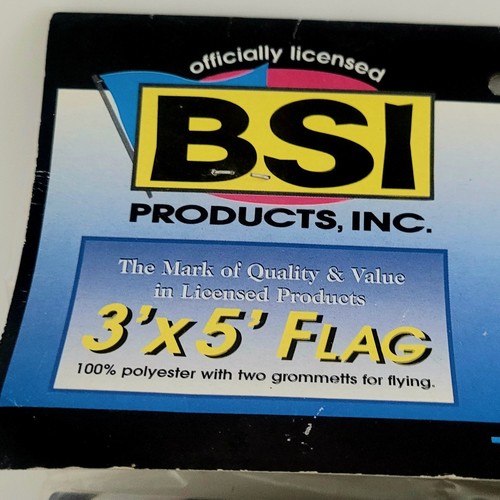 officially licensed
BSI
PRODUCTS, INC.
The Mark of Quality & Value
in Licensed Products
3'x5' FLAG
100% polyester with two grommetts for flying.